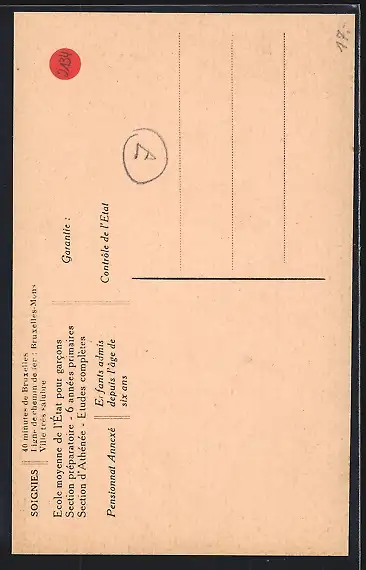 SOIGNIES
40 minutes de Bruxelles
Ligne de chemin de fer : Bruxelles-Mons
Ville très salubre
Ecole moyenne de l'État pour garçons
Section préparatoire - 6 années primaires
Section d'Athénée - Etudes complètes
Garantie :
Contrôle de l'Etat
Pensionnat Annexé
Enfants admis
depuis l'âge de
six ans
A
17,-